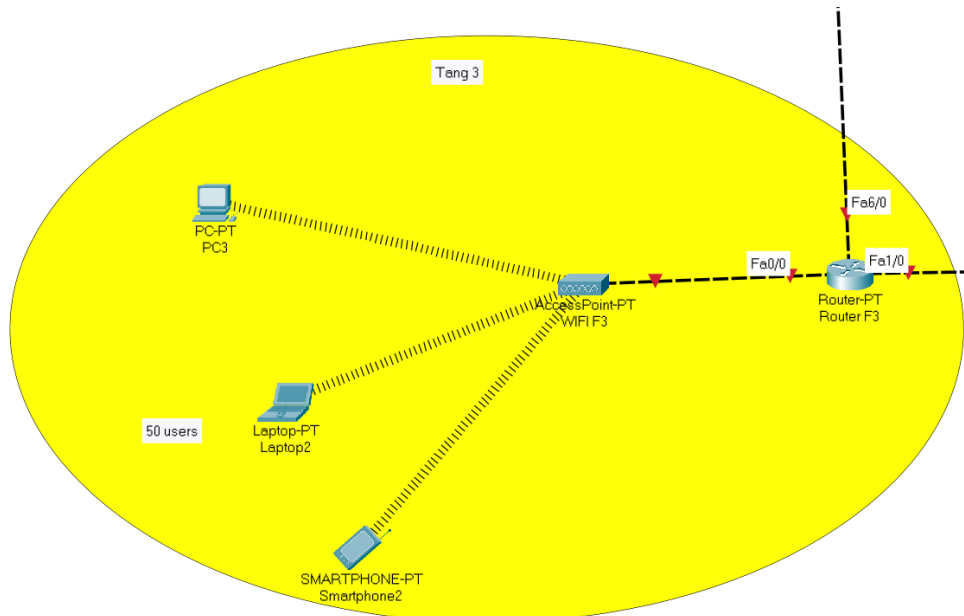 Tang 3
Fa6/0
PC-PT
PC3
Fa0/0
Fa1/0
AccessPoint-PT
WIFI F3
Router-PT
Router F3
50 users
Laptop-PT
Laptop2
SMARTPHONE-PT
Smartphone2